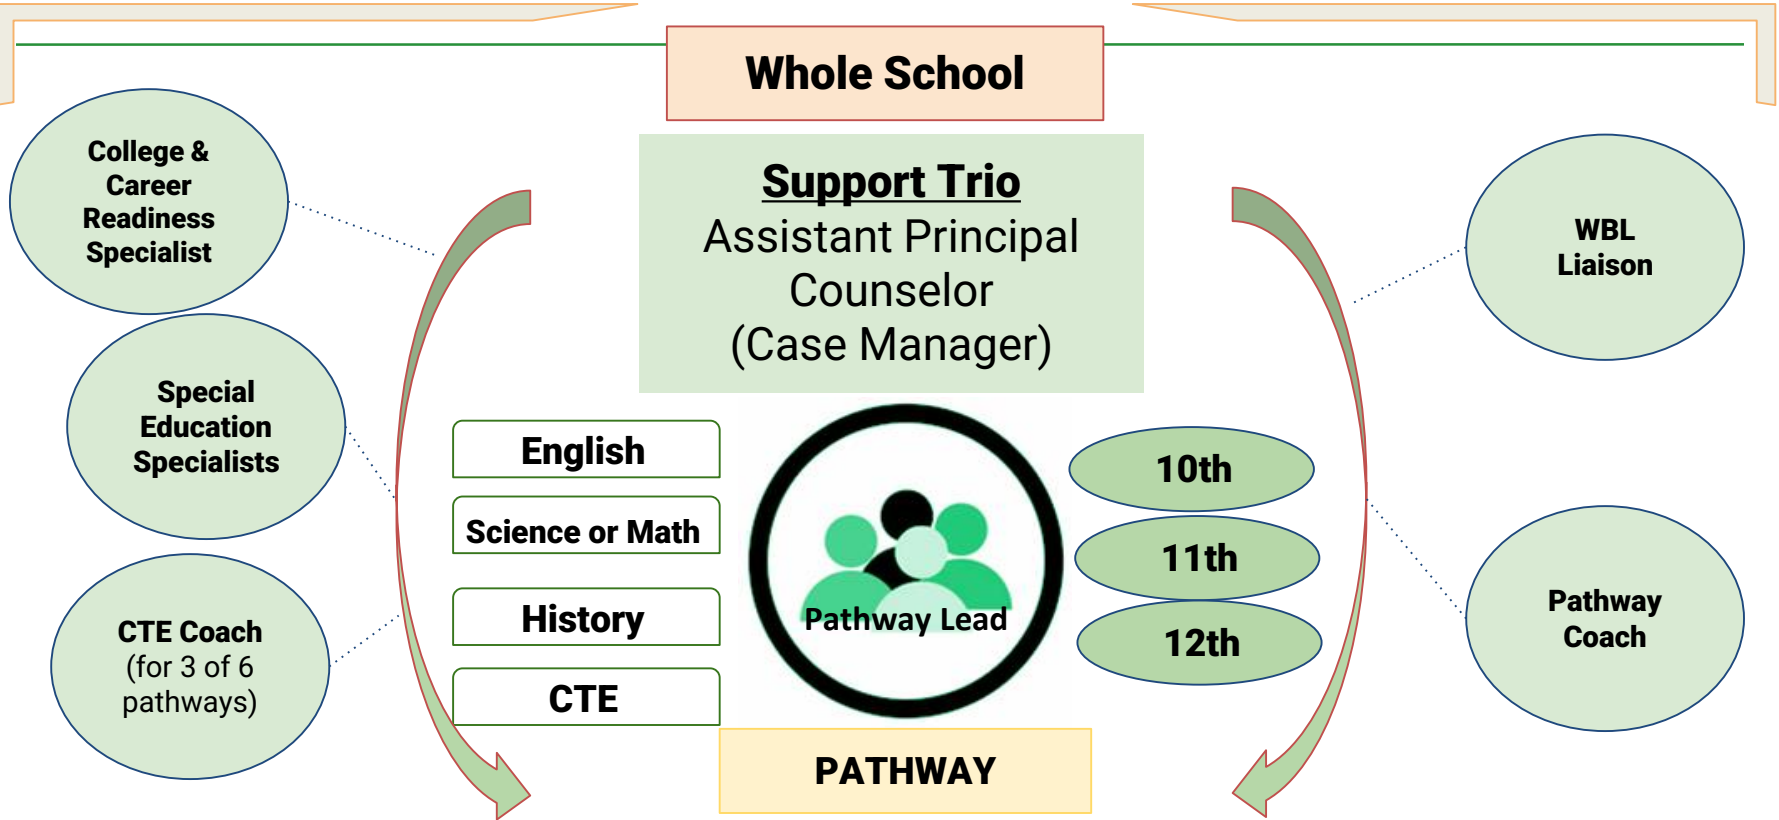 Whole School
College &
Career
Readiness
Specialist
Special
Education
Specialists
CTE Coach
(for 3 of 6
pathways)
Support Trio
Assistant Principal
Counselor
(Case Manager)
English
Science or Math
History
CTE
Pathway Lead
10th
11th
12th
PATHWAY
WBL
Liaison
Pathway
Coach